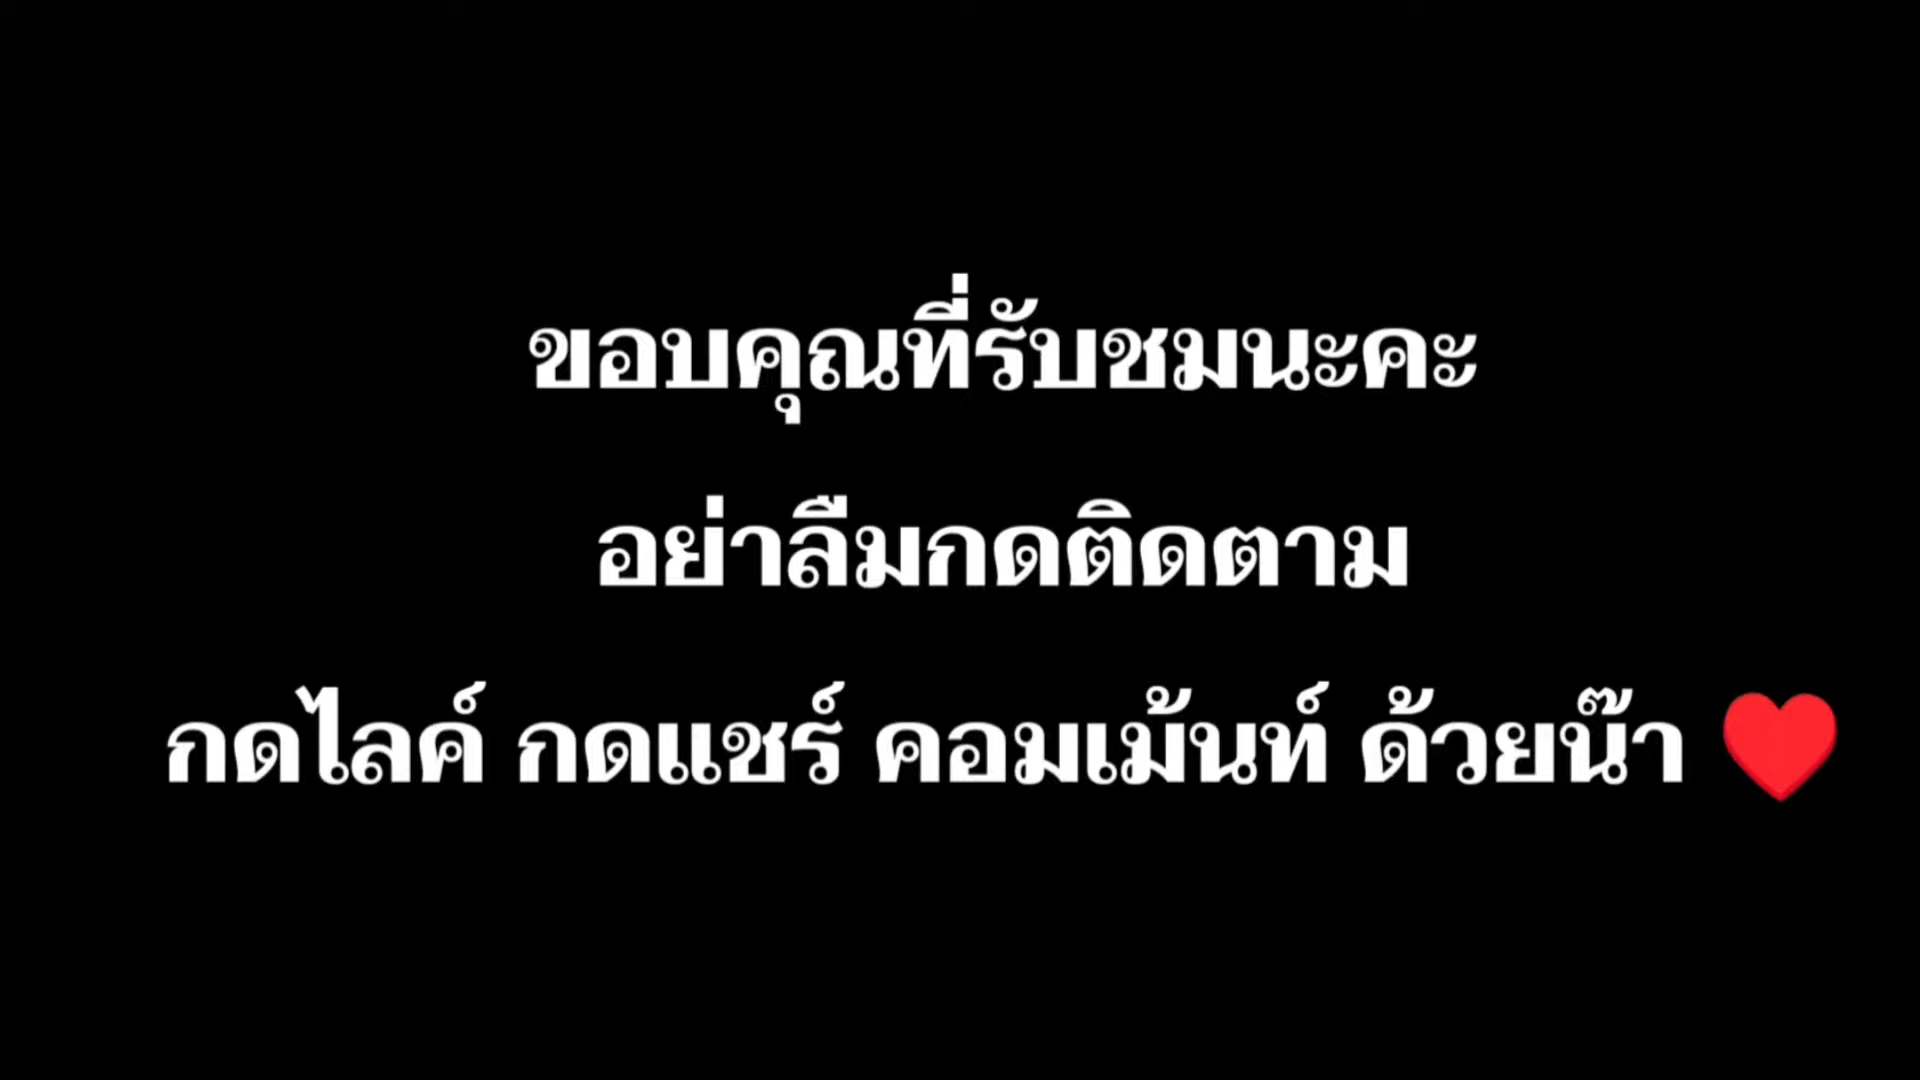 ขอบคุณที่รับชมนะคะ
อย่าลืมกดติดตาม
กดไลค์ กดแชร์ คอมเม้นท์ ด้วยน๊า ♥️